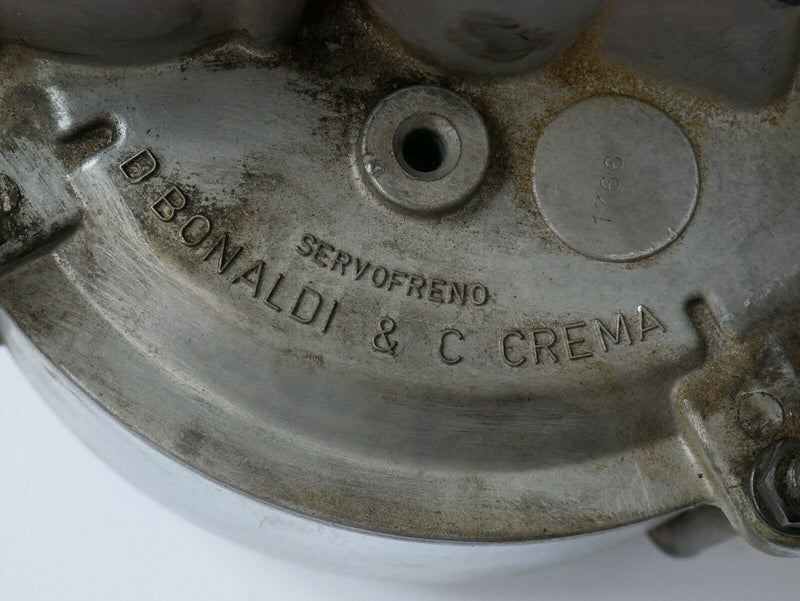 1766
SERVOFRENO
D BONALDI & C CREMA